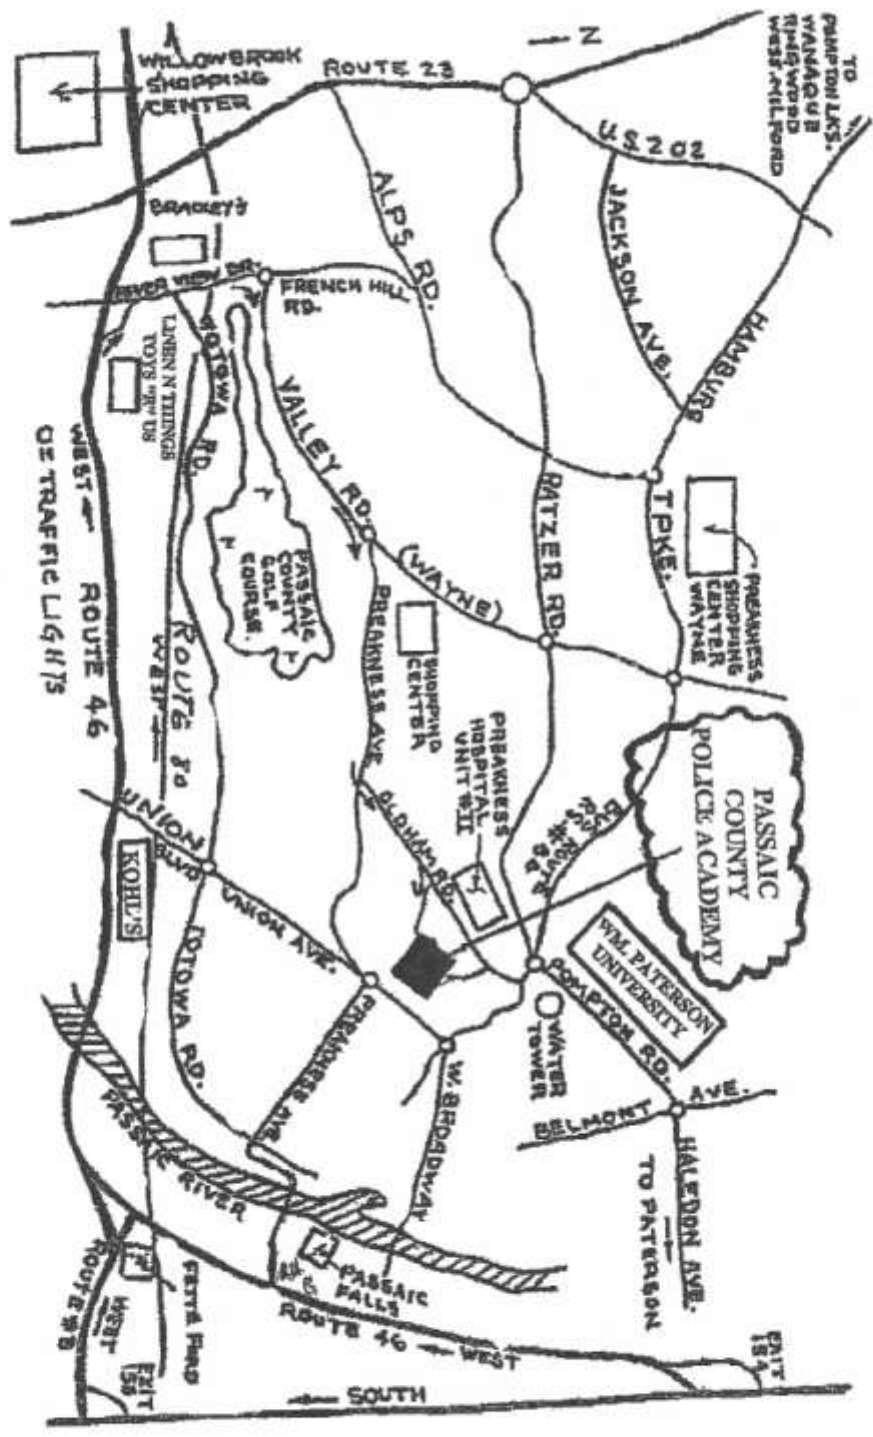 WILLOWBROOK
SHOPPING
CENTER
ROUTE 23
N
TO
POMPTON LKS.
WANAQUE
RINGWOOD
WEST MILFORD
US 202
JACKSON AVE.
HAMBURG
TPKE.
ALPS RD.
BRADLEY'S
RIVER VIEW DR.
FRENCH HILL
RD.
TOTOWA RD.
LINEN N THINGS
TOYS "R" US
VALLEY RD.
(WAYNE)
RATZER RD.
PREAKNESS
SHOPPING
CENTER
WAYNE
PASSAIC
COUNTY
GOLF
COURSE
WEST
ROUTE 46
OF TRAFFIC LIGHTS
ROUTE 80
WEST
PREAKNESS AVE
SHOPPING
CENTER
PREAKNESS
HOSPITAL
UNIT #II
OLDHAM RD.
BUS ROUTE
PASSAIC
COUNTY
POLICE ACADEMY
UNION
BLVD
KOHL'S
UNION AVE.
TOTOWA RD.
PREAKNESS AVE
WM. PATERSON
UNIVERSITY
POMPTON RD.
WATER
TOWER
BELMONT AVE.
HALEDON AVE.
TO PATERSON
W. BROADWAY
PASSAIC RIVER
PASSAIC
FALLS
ROUTE 46
WEST
FETTE FORD
WEST
EXIT
EXIT
154
SOUTH